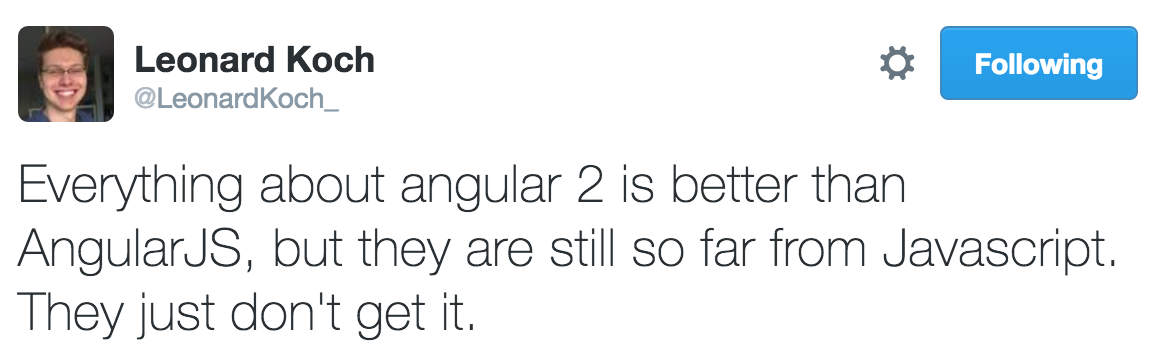 Leonard Koch
@LeonardKoch_
Following
Everything about angular 2 is better than
AngularJS, but they are still so far from Javascript.
They just don't get it.